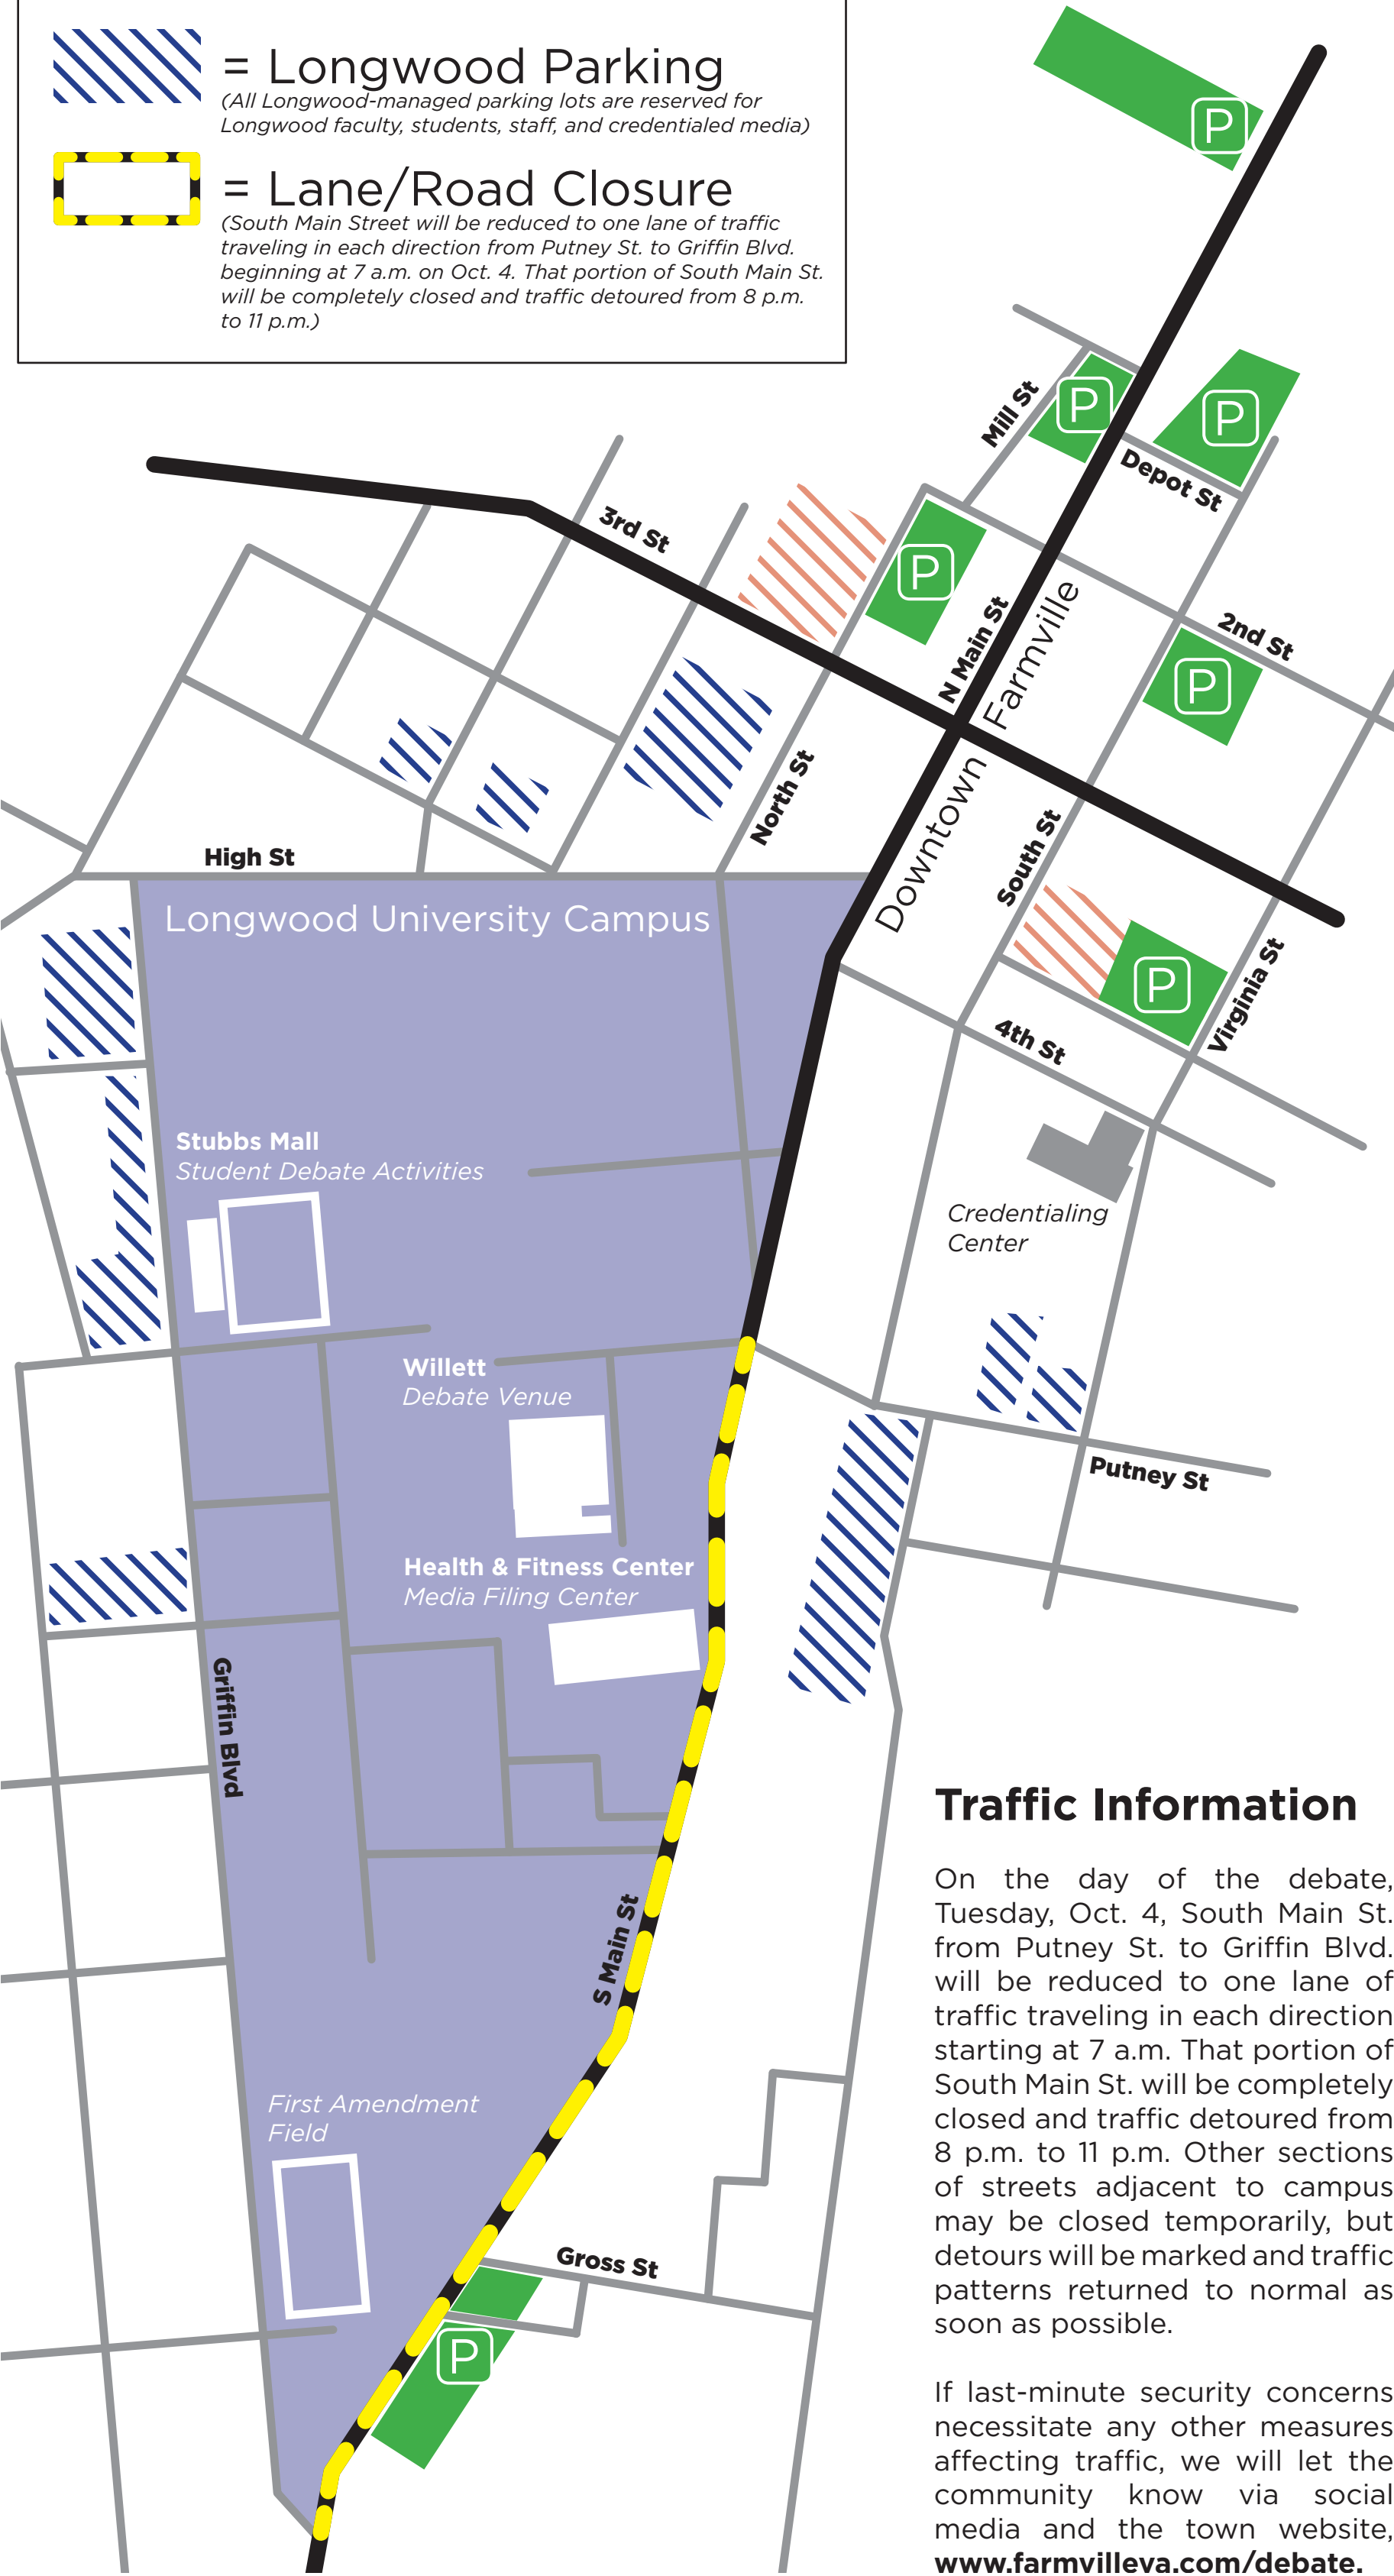 = Longwood Parking
(All Longwood-managed parking lots are reserved for
Longwood faculty, students, staff, and credentialed media)
= Lane/Road Closure
(South Main Street will be reduced to one lane of traffic
traveling in each direction from Putney St. to Griffin Blvd.
beginning at 7 a.m. on Oct. 4. That portion of South Main St.
will be completely closed and traffic detoured from 8 p.m.
to 11 p.m.)
P
Mill St
P
P
Depot St
3rd St
P
N Main St
Downtown Farmville
2nd St
P
North St
South St
High St
Longwood University Campus
P
Virginia St
4th St
Stubbs Mall
Student Debate Activities
Credentialing
Center
Willett
Debate Venue
Putney St
Health & Fitness Center
Media Filing Center
Griffin Blvd
S Main St
First Amendment
Field
Gross St
P
Traffic Information
On the day of the debate,
Tuesday, Oct. 4, South Main St.
from Putney St. to Griffin Blvd.
will be reduced to one lane of
traffic traveling in each direction
starting at 7 a.m. That portion of
South Main St. will be completely
closed and traffic detoured from
8 p.m. to 11 p.m. Other sections
of streets adjacent to campus
may be closed temporarily, but
detours will be marked and traffic
patterns returned to normal as
soon as possible.
If last-minute security concerns
necessitate any other measures
affecting traffic, we will let the
community know via social
media and the town website,
www.farmvilleva.com/debate.